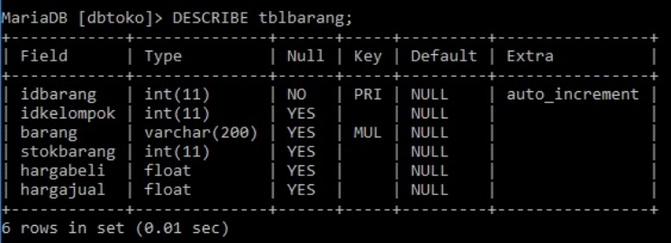 MariaDB [dbtoko]> DESCRIBE tblbarang;
+------------+--------------+------+-----+---------+----------------+
| Field      | Type         | Null | Key | Default | Extra          |
+------------+--------------+------+-----+---------+----------------+
| idbarang   | int(11)      | NO   | PRI | NULL    | auto_increment |
| idkelompok | int(11)      | YES  |     | NULL    |                |
| barang     | varchar(200) | YES  | MUL | NULL    |                |
| stokbarang | int(11)      | YES  |     | NULL    |                |
| hargabeli  | float        | YES  |     | NULL    |                |
| hargajual  | float        | YES  |     | NULL    |                |
+------------+--------------+------+-----+---------+----------------+
6 rows in set (0.01 sec)